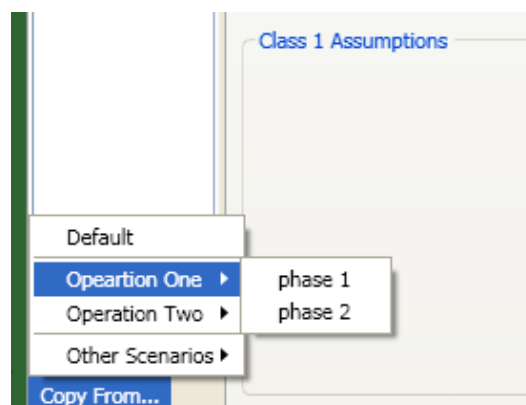 Class 1 Assumptions
Default
Opeartion One
phase 1
Operation Two
phase 2
Other Scenarios
Copy From...